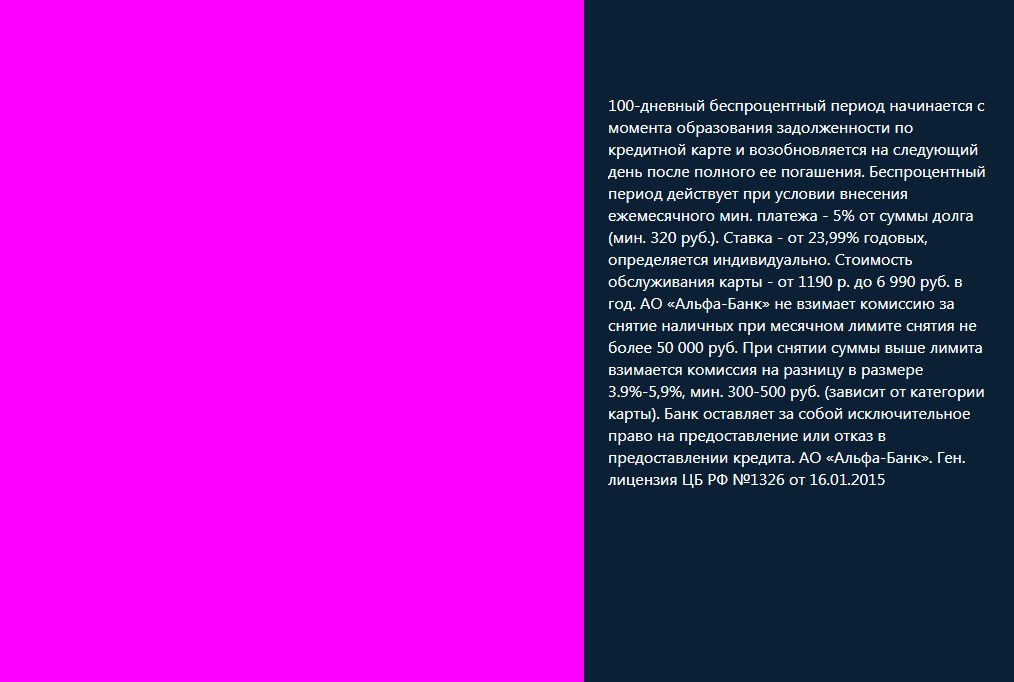 100-дневный беспроцентный период начинается с
момента образования задолженности по
кредитной карте и возобновляется на следующий
день после полного ее погашения. Беспроцентный
период действует при условии внесения
ежемесячного мин. платежа - 5% от суммы долга
(мин. 320 руб.). Ставка - от 23,99% годовых,
определяется индивидуально. Стоимость
обслуживания карты - от 1190 р. до 6 990 руб. в
год. АО «Альфа-Банк» не взимает комиссию за
снятие наличных при месячном лимите снятия не
более 50 000 руб. При снятии суммы выше лимита
взимается комиссия на разницу в размере
3.9%-5,9%, мин. 300-500 руб. (зависит от категории
карты). Банк оставляет за собой исключительное
право на предоставление или отказ в
предоставлении кредита. АО «Альфа-Банк». Ген.
лицензия ЦБ РФ №1326 от 16.01.2015